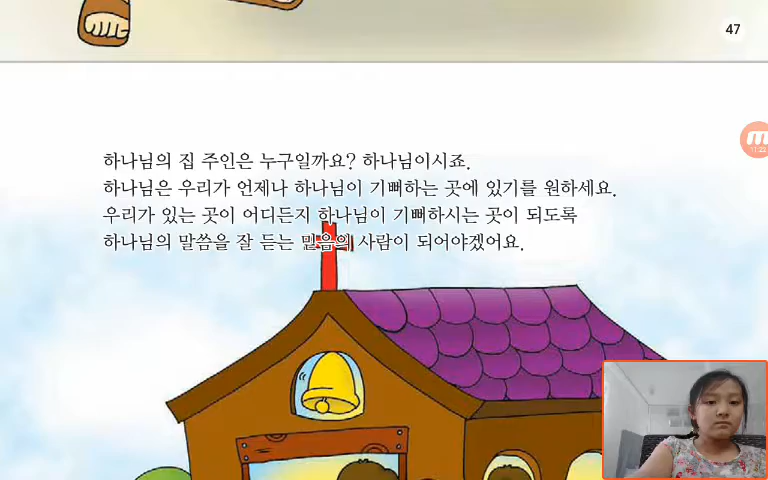 47
하나님의 집 주인은 누구일까요? 하나님이시죠.
하나님은 우리가 언제나 하나님이 기뻐하는 곳에 있기를 원하세요.
우리가 있는 곳이 어디든지 하나님이 기뻐하시는 곳이 되도록
하나님의 말씀을 잘 듣는 믿음의 사람이 되어야겠어요.
11:22